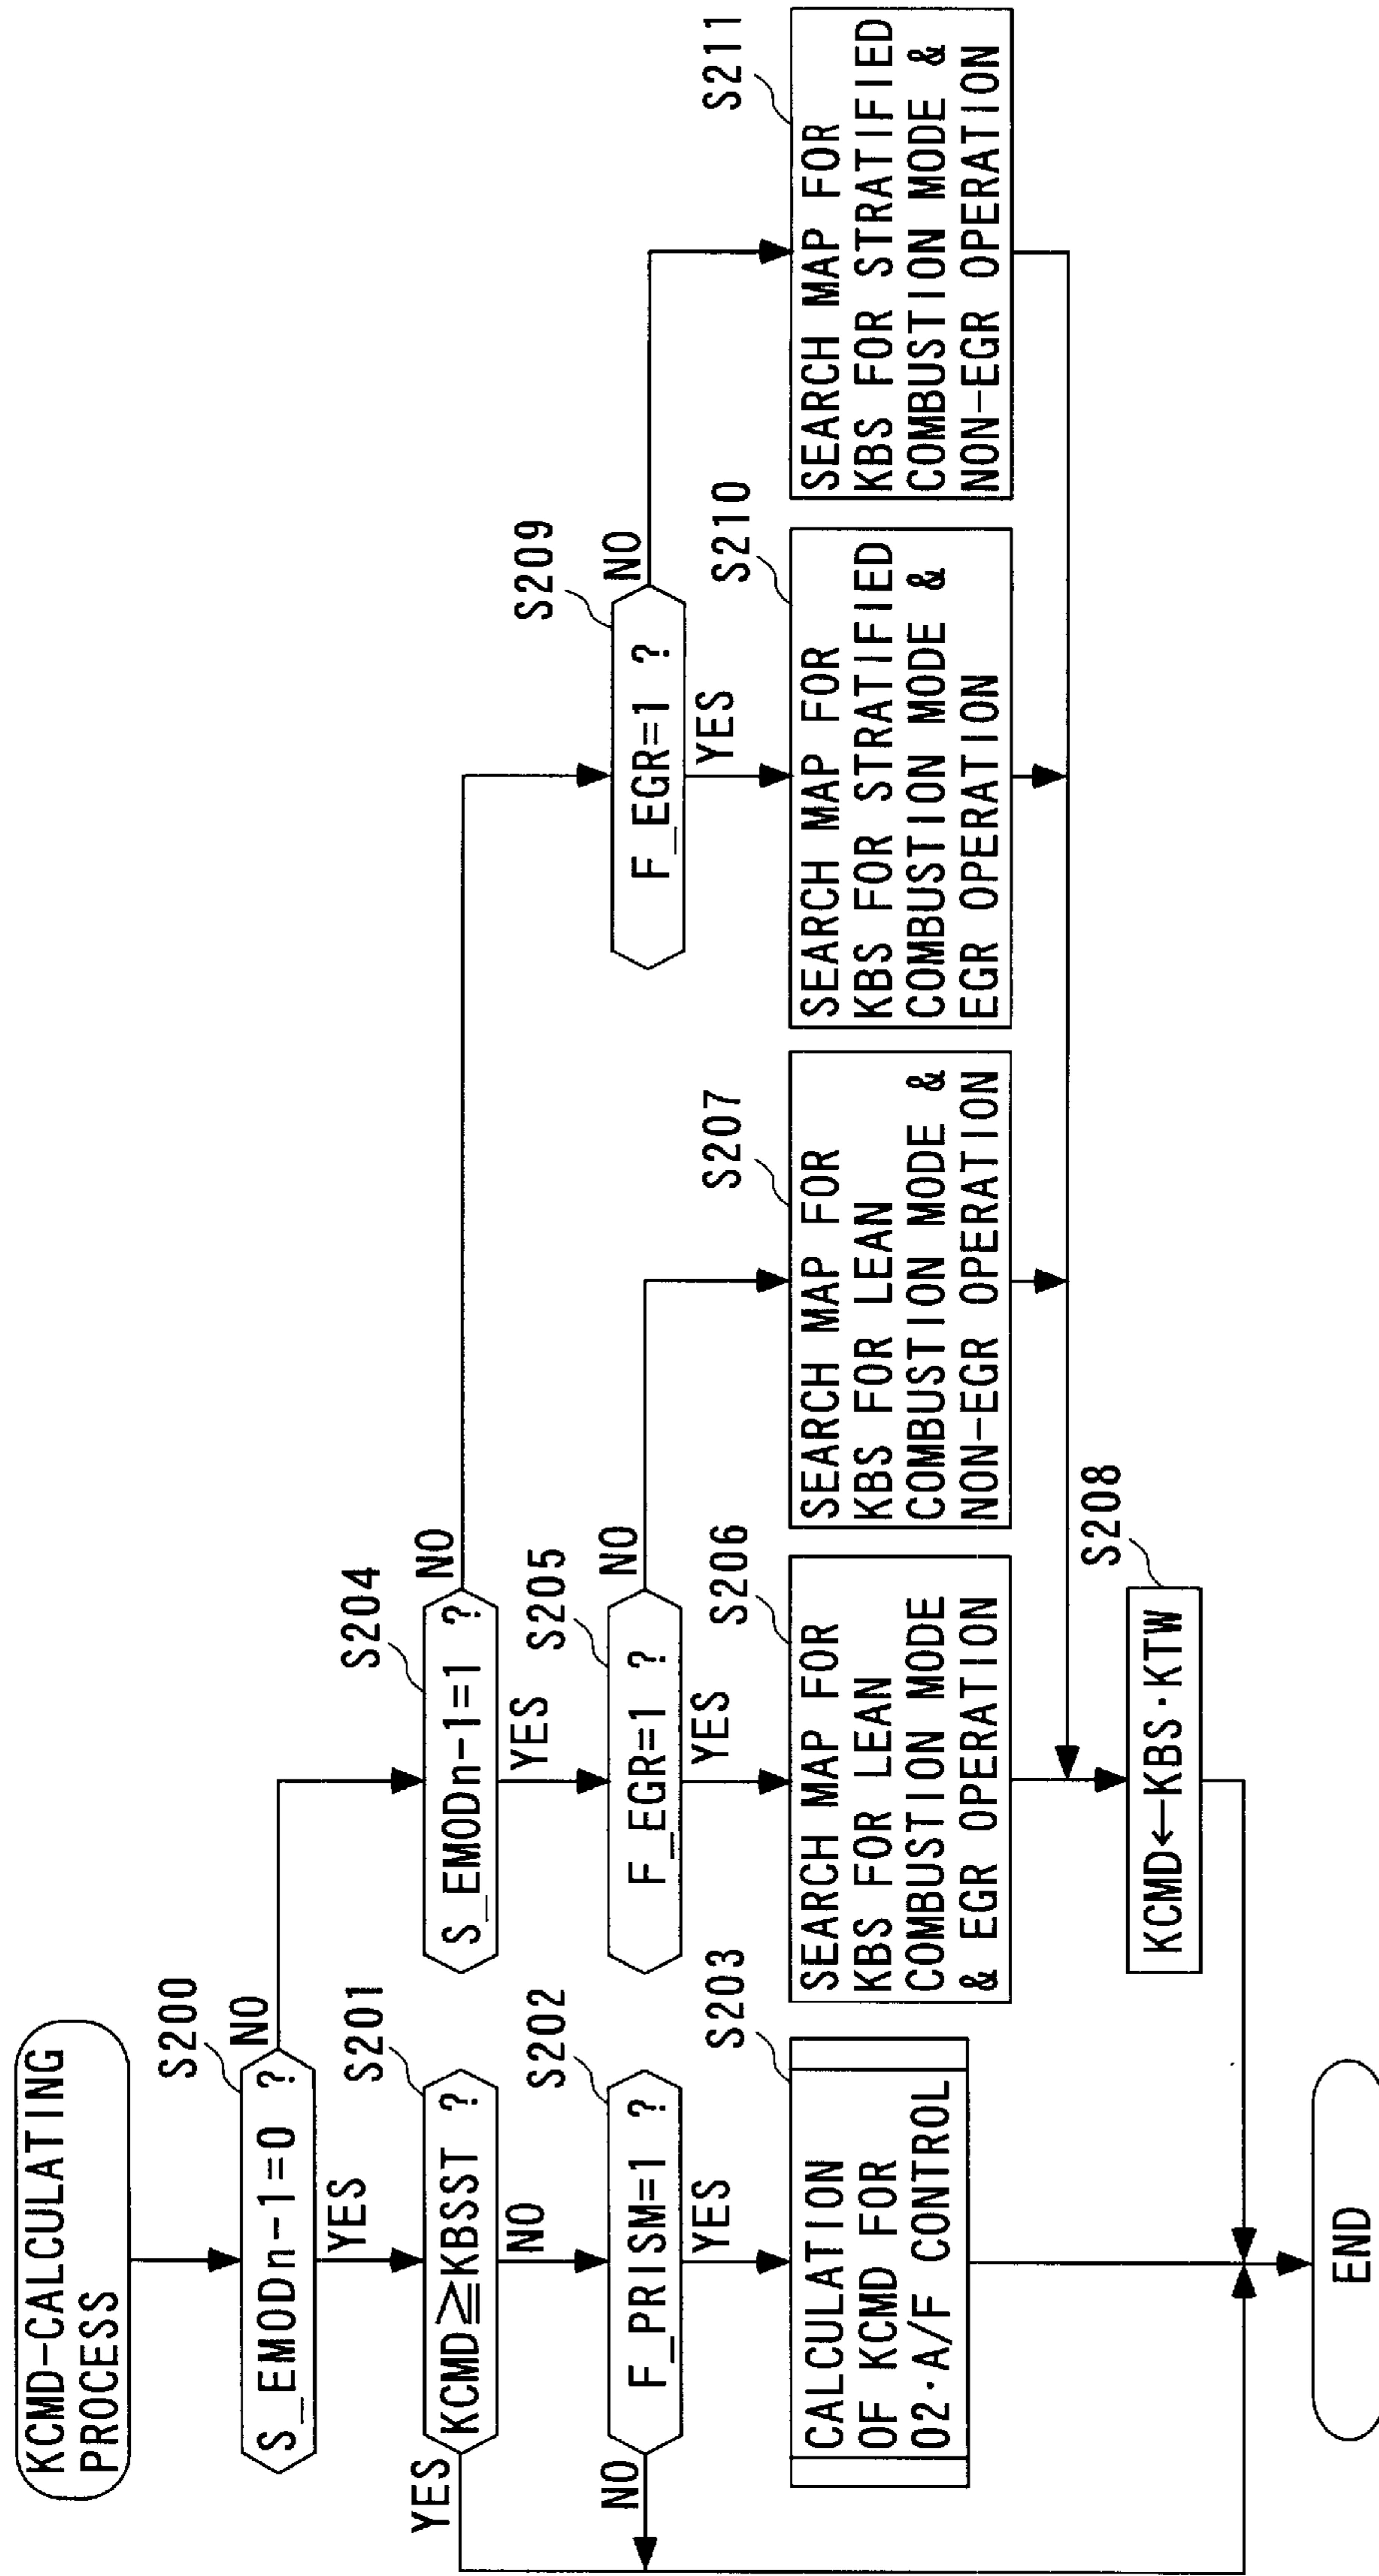 KCMD-CALCULATING
PROCESS
S200
S_EMODn-1=0 ?
NO
YES
S201
KCMD≧KBSST ?
YES
NO
S202
F_PRISM=1 ?
NO
YES
S203
CALCULATION
OF KCMD FOR
O2·A/F CONTROL
S204
S_EMODn-1=1 ?
NO
YES
S205
F_EGR=1 ?
NO
YES
S206
SEARCH MAP FOR
KBS FOR LEAN
COMBUSTION MODE
& EGR OPERATION
S207
SEARCH MAP FOR
KBS FOR LEAN
COMBUSTION MODE &
NON-EGR OPERATION
S208
KCMD←KBS·KTW
S209
F_EGR=1 ?
NO
YES
S210
SEARCH MAP FOR
KBS FOR STRATIFIED
COMBUSTION MODE &
EGR OPERATION
S211
SEARCH MAP FOR
KBS FOR STRATIFIED
COMBUSTION MODE &
NON-EGR OPERATION
END